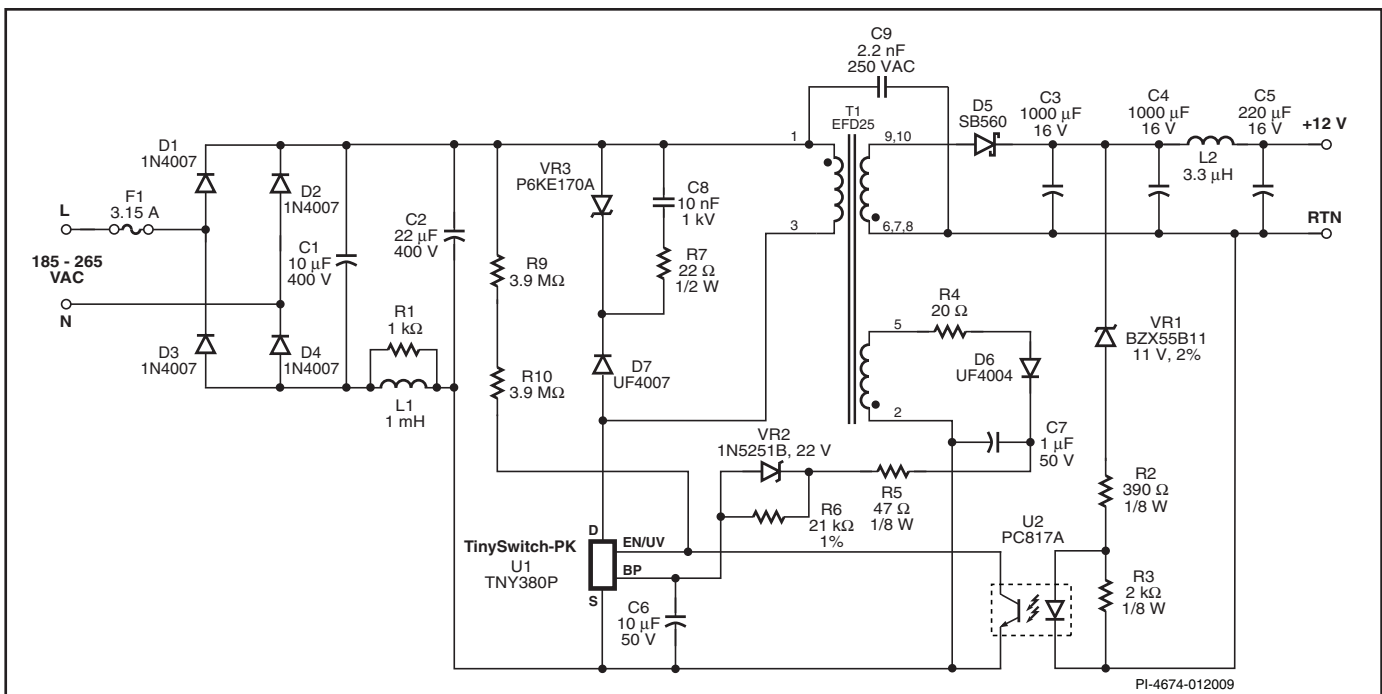 C9
2.2 nF
250 VAC
D5
SB560
C3
1000 μF
16 V
C4
1000 μF
16 V
C5
220 μF
16 V
+12 V
T1
EFD25
1
9,10
D1
1N4007
VR3
P6KE170A
L2
3.3 μH
C8
10 nF
1 kV
D2
1N4007
F1
3.15 A
L
C2
22 μF
400 V
3
6,7,8
RTN
185 - 265
VAC
C1
10 μF
400 V
R9
3.9 MΩ
R7
22 Ω
1/2 W
N
R4
20 Ω
R1
1 kΩ
5
VR1
BZX55B11
11 V, 2%
D3
1N4007
D4
1N4007
D7
UF4007
D6
UF4004
R10
3.9 MΩ
L1
1 mH
2
VR2
1N5251B, 22 V
C7
1 μF
50 V
R5
47 Ω
1/8 W
R2
390 Ω
1/8 W
R6
21 kΩ
1%
U2
PC817A
D
TinySwitch-PK
U1
TNY380P
EN/UV
BP
S
R3
2 kΩ
1/8 W
C6
10 μF
50 V
PI-4674-012009